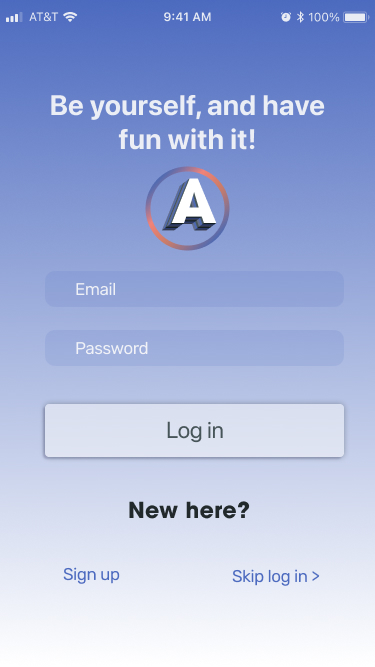 AT&T 9:41 AM 100%
Be yourself, and have
fun with it!
A
Email
Password
Log in
New here?
Sign up Skip log in >